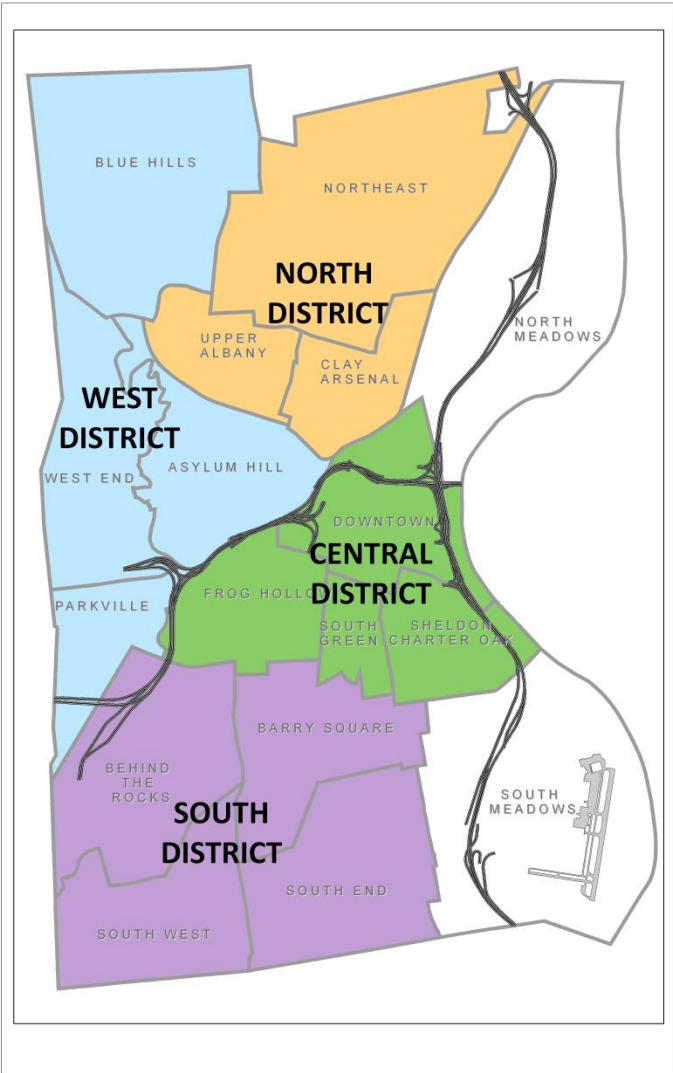 BLUE HILLS
NORTHEAST
NORTH
DISTRICT
NORTH
MEADOWS
UPPER
ALBANY
CLAY
ARSENAL
WEST
DISTRICT
WEST END
ASYLUM HILL
DOWNTOWN
CENTRAL
DISTRICT
PARKVILLE
FROG HOLLOW
SOUTH
GREEN
SHELDON
CHARTER OAK
BARRY SQUARE
BEHIND
THE
ROCKS
SOUTH
DISTRICT
SOUTH
MEADOWS
SOUTH END
SOUTH WEST